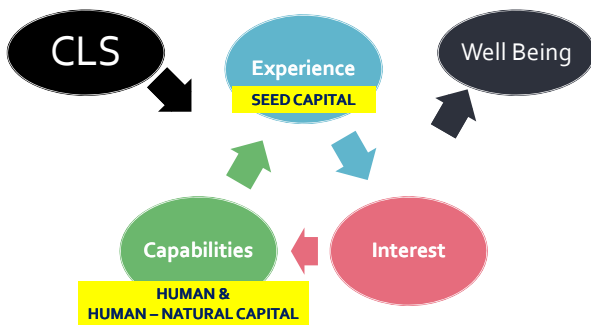 CLS
Experience
SEED CAPITAL
Well Being
Capabilities
HUMAN &
HUMAN – NATURAL CAPITAL
Interest